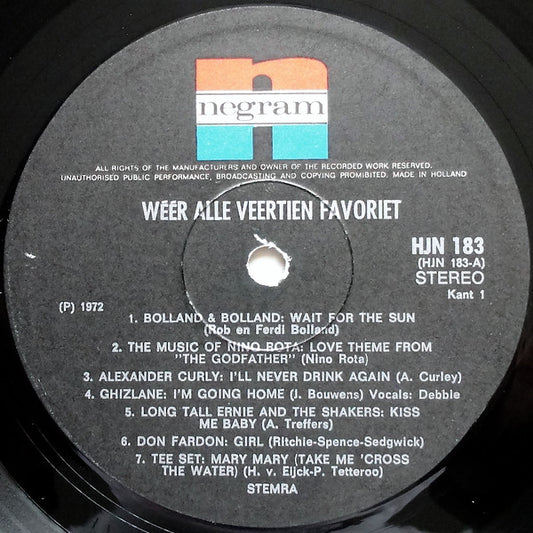 negram
ALL RIGHTS OF THE MANUFACTURERS AND OWNER OF THE RECORDED WORK RESERVED.
UNAUTHORISED PUBLIC PERFORMANCE, BROADCASTING AND COPYING PROHIBITED. MADE IN HOLLAND
WÉÉR ALLE VEERTIEN FAVORIET
HJN 183
(HJN 183-A)
STEREO
Kant 1
(P) 1972
1. BOLLAND & BOLLAND: WAIT FOR THE SUN
(Rob en Ferdi Bolland)
2. THE MUSIC OF NINO ROTA: LOVE THEME FROM
"THE GODFATHER" (Nino Rota)
3. ALEXANDER CURLY: I'LL NEVER DRINK AGAIN (A. Curley)
4. GHIZLANE: I'M GOING HOME (J. Bouwens) Vocals: Debbie
5. LONG TALL ERNIE AND THE SHAKERS: KISS
ME BABY (A. Treffers)
6. DON FARDON: GIRL (Ritchie-Spence-Sedgwick)
7. TEE SET: MARY MARY (TAKE ME 'CROSS
THE WATER) (H. v. Eijck-P. Tetteroo)
STEMRA